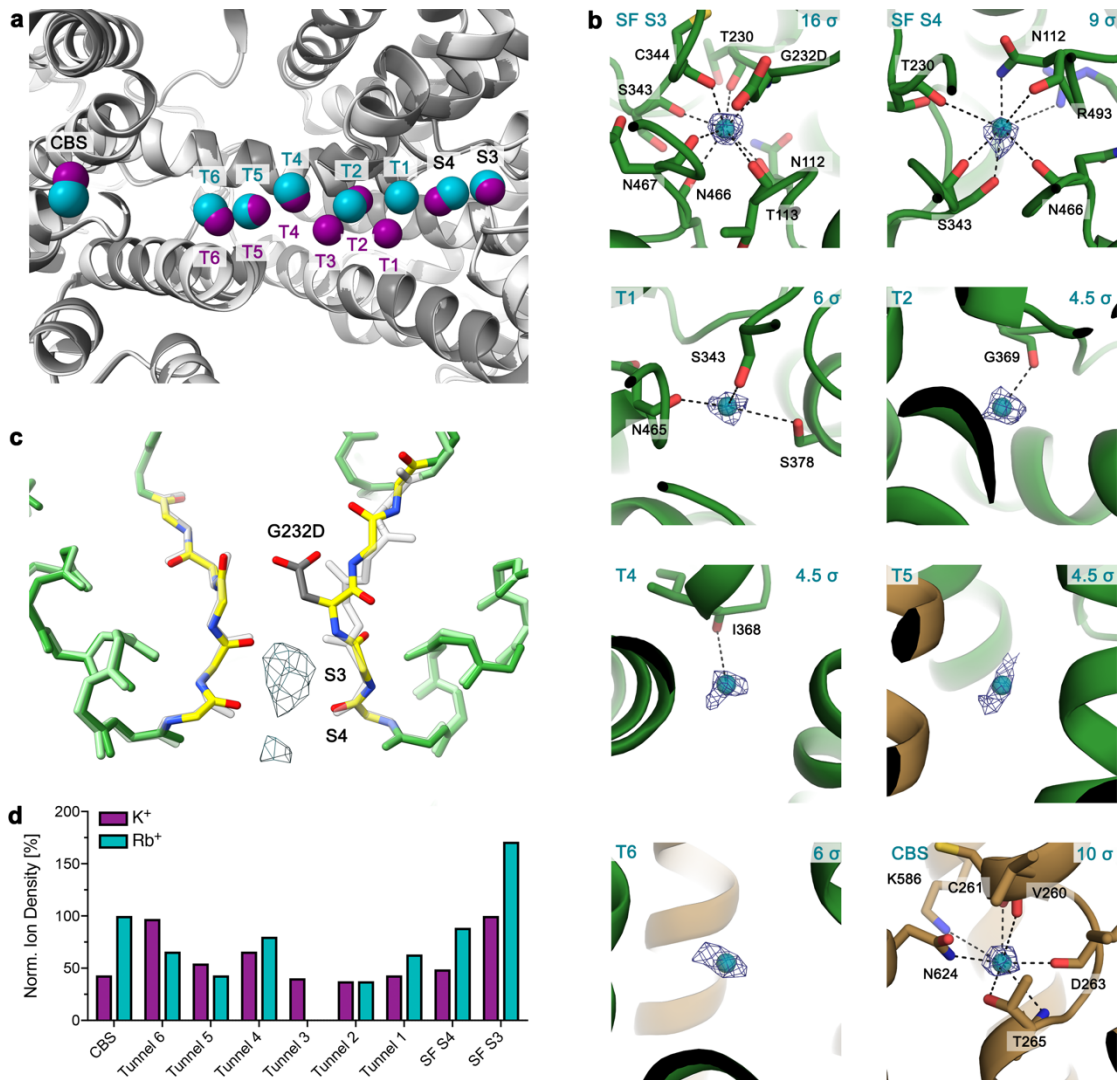 a
CBS
T6
T5
T4
T2
T1
S4
S3
T6
T5
T4
T3
T2
T1
b
SF S3
16 σ
C344
T230
G232D
S343
N467
N466
N112
T113
SF S4
9 σ
N112
T230
R493
S343
N466
T1
6 σ
S343
N465
S378
T2
4.5 σ
G369
T4
4.5 σ
I368
T5
4.5 σ
T6
6 σ
CBS
10 σ
K586
C261
V260
N624
D263
T265
c
G232D
S3
S4
d
K+
Rb+
Norm. Ion Density [%]
200
150
100
50
0
CBS
Tunnel 6
Tunnel 5
Tunnel 4
Tunnel 3
Tunnel 2
Tunnel 1
SF S4
SF S3